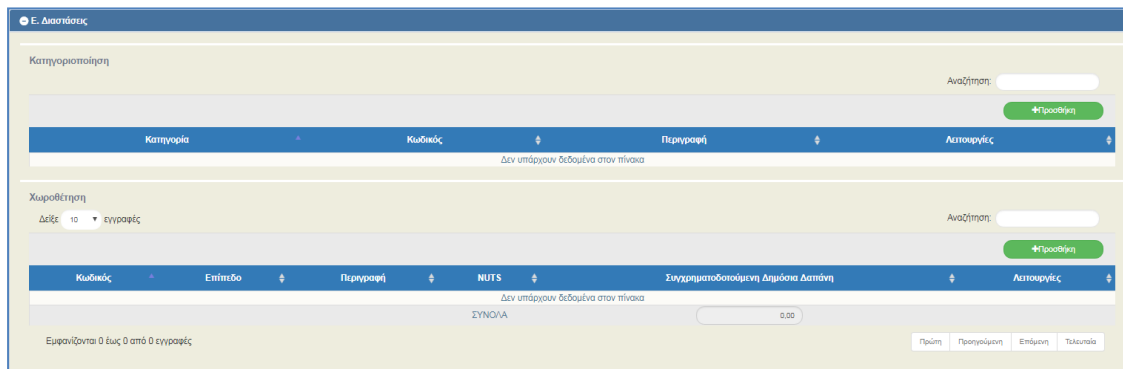 Ε. Διαστάσεις
Κατηγοριοποίηση
Αναζήτηση:
+Προσθήκη
Κατηγορία Κωδικός Περιγραφή Λειτουργίες
Δεν υπάρχουν δεδομένα στον πίνακα
Χωροθέτηση
Δείξε 10 εγγραφές Αναζήτηση:
+Προσθήκη
Κωδικός Επίπεδο Περιγραφή NUTS Συγχρηματοδοτούμενη Δημόσια Δαπάνη Λειτουργίες
Δεν υπάρχουν δεδομένα στον πίνακα
ΣΥΝΟΛΑ 0,00
Εμφανίζονται 0 έως 0 από 0 εγγραφές Πρώτη Προηγούμενη Επόμενη Τελευταία